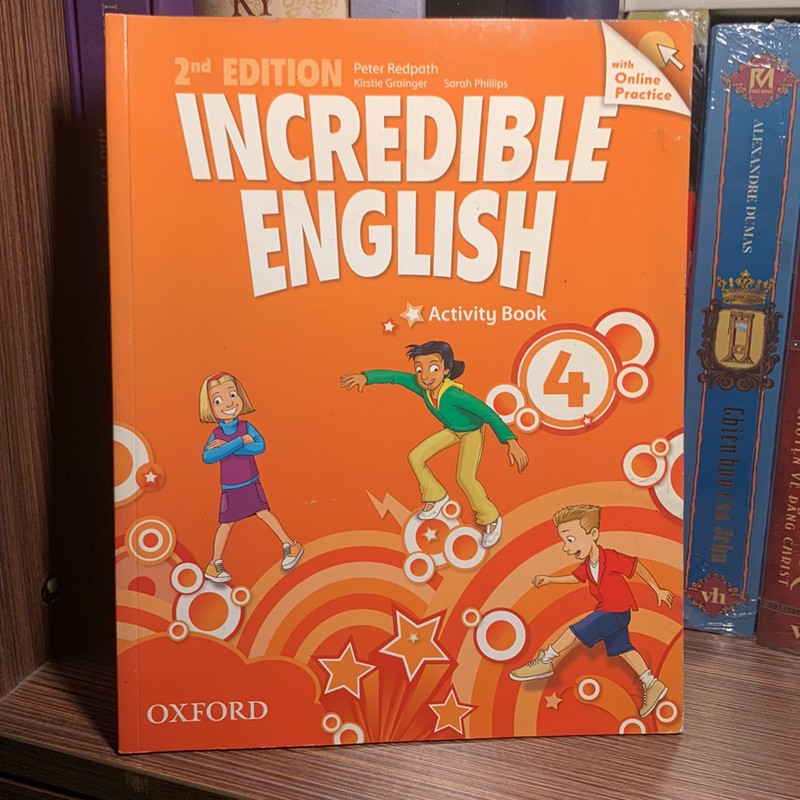 2nd EDITION
Peter Redpath
Kirstie Grainger Sarah Phillips
with
Online
Practice
INCREDIBLE
ENGLISH
Activity Book
4
OXFORD
ALEXANDRE DUMAS
vh